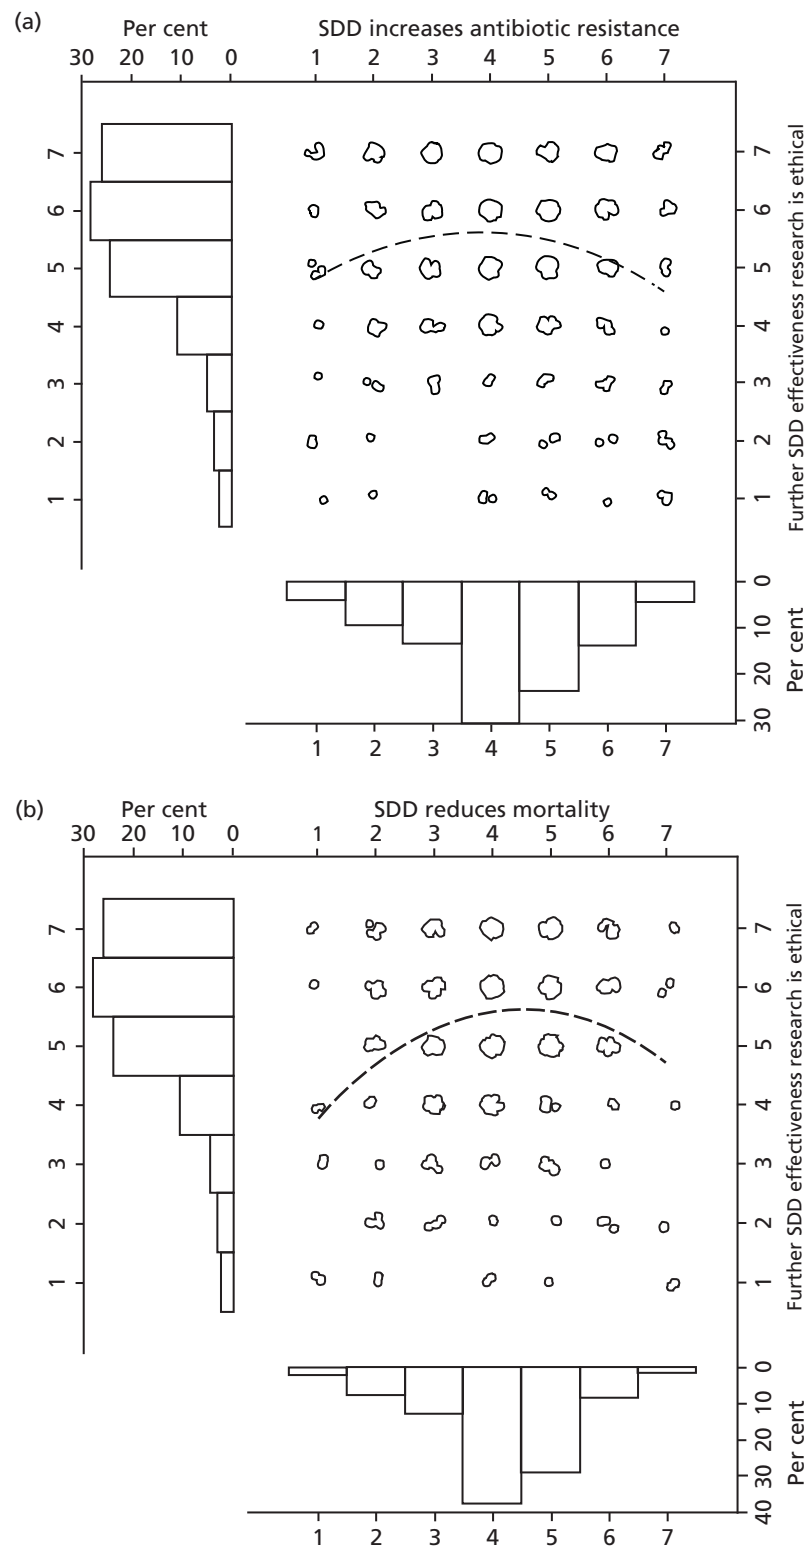 (a)
Per cent SDD increases antibiotic resistance
30 20 10 0 1 2 3 4 5 6 7
7 7
6 6
5 5
4 4
3 3
2 2
1 1
Further SDD effectiveness research is ethical
0
10
20
30
Per cent
1 2 3 4 5 6 7
(b)
Per cent SDD reduces mortality
30 20 10 0 1 2 3 4 5 6 7
7 7
6 6
5 5
4 4
3 3
2 2
1 1
Further SDD effectiveness research is ethical
0
10
20
30
40
Per cent
1 2 3 4 5 6 7